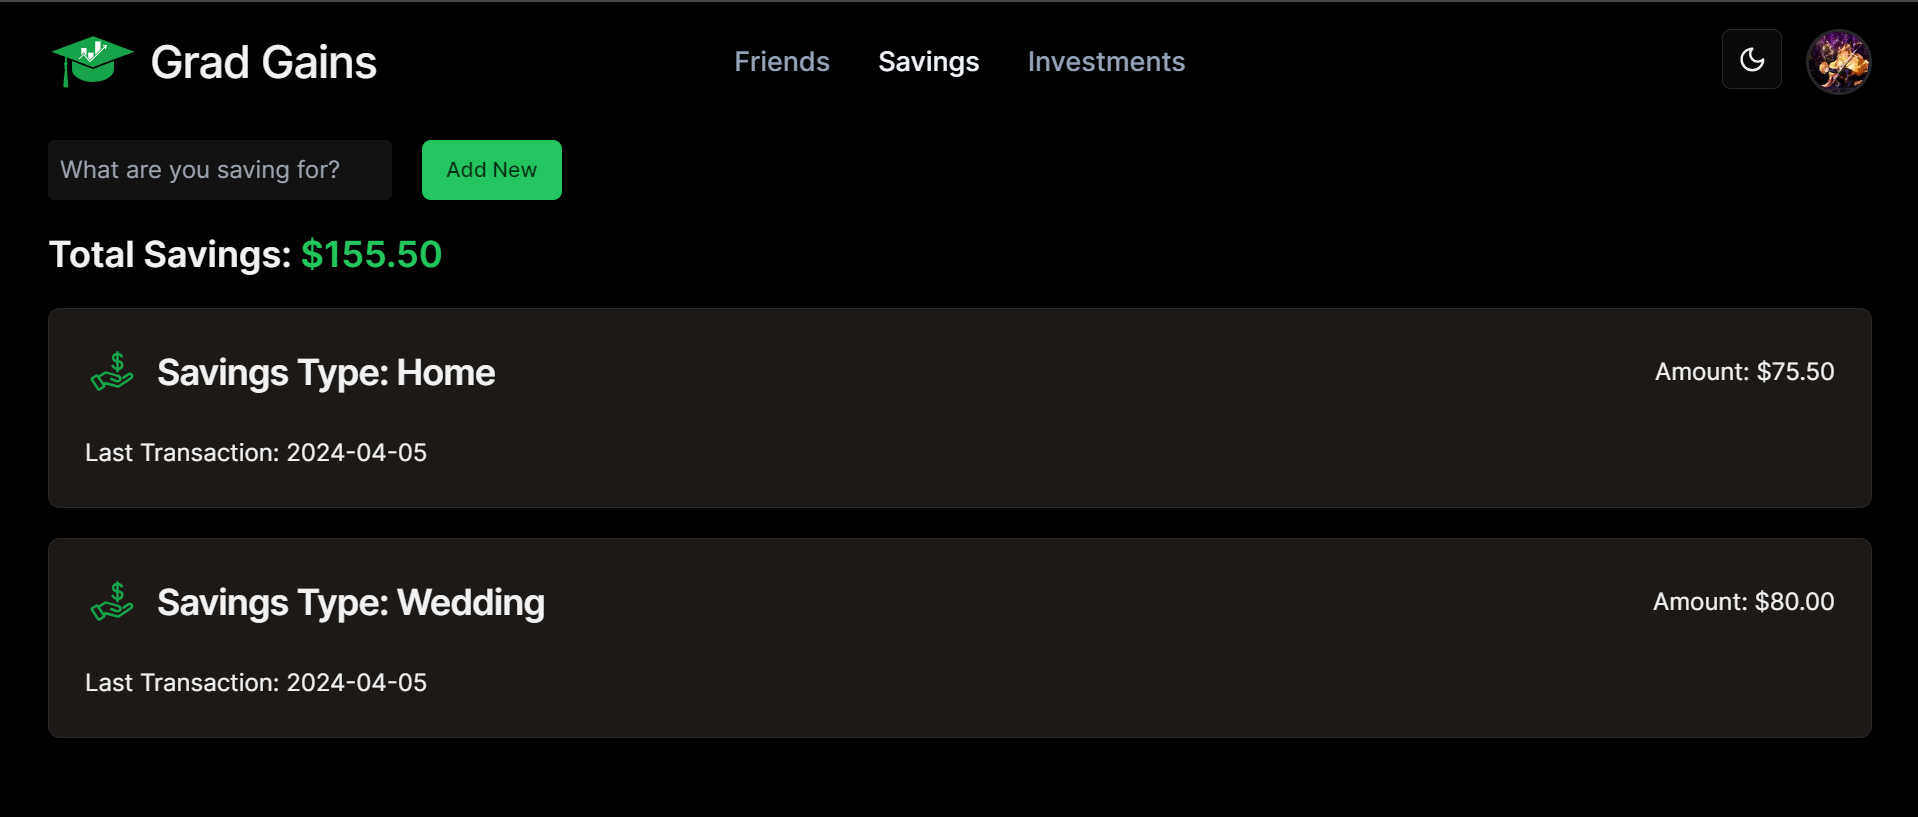 Grad Gains
Friends Savings Investments
What are you saving for? Add New
Total Savings: $155.50
Savings Type: Home
Amount: $75.50
Last Transaction: 2024-04-05
Savings Type: Wedding
Amount: $80.00
Last Transaction: 2024-04-05